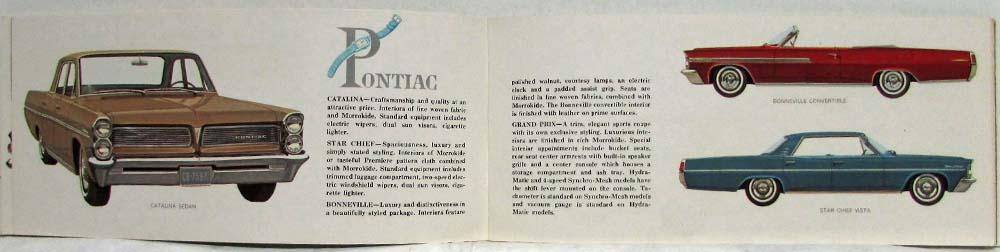 PONTIAC
CATALINA—Craftsmanship and quality at an
attractive price. Interiors of fine woven fabric
and Morrokide. Standard equipment includes
electric wipers, dual sun visors, cigarette
lighter.
STAR CHIEF—Spaciousness, luxury and
simply stated styling. Interiors of Morrokide
or tasteful Premiere pattern cloth combined
with Morrokide. Standard equipment includes
trimmed luggage compartment, two-speed elec-
tric windshield wipers, dual sun visors, ciga-
rette lighter.
BONNEVILLE—Luxury and distinctiveness in
a beautifully styled package. Interiors feature
PONTIAC
CATALINA SEDAN
polished walnut, courtesy lamps, an electric
clock and a padded assist grip. Seats are
finished in fine woven fabrics, combined with
Morrokide. The Bonneville convertible interior
is finished with leather on prime surfaces.
GRAND PRIX—A trim, elegant sports coupe
with its own exclusive styling. Luxurious inte-
riors are finished in rich Morrokide. Special
interior appointments include bucket seats,
rear seat center armrests with built-in speaker
grille and a center console which houses a
storage compartment and ash tray. Hydra-
Matic and 4-speed Synchro-Mesh models have
the shift lever mounted on the console. Ta-
chometer is standard on Synchro-Mesh models
and vacuum gauge is standard on Hydra-
Matic models.
BONNEVILLE CONVERTIBLE
STAR CHIEF VISTA